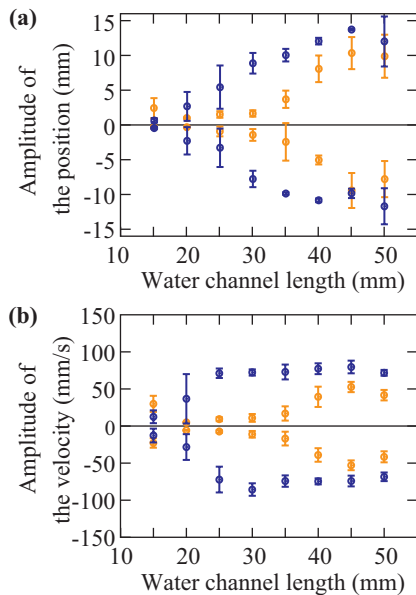 (a)
15
10
5
0
-5
-10
-15
Amplitude of
the position (mm)
10 20 30 40 50
Water channel length (mm)
(b)
150
100
50
0
-50
-100
-150
Amplitude of
the velocity (mm/s)
10 20 30 40 50
Water channel length (mm)